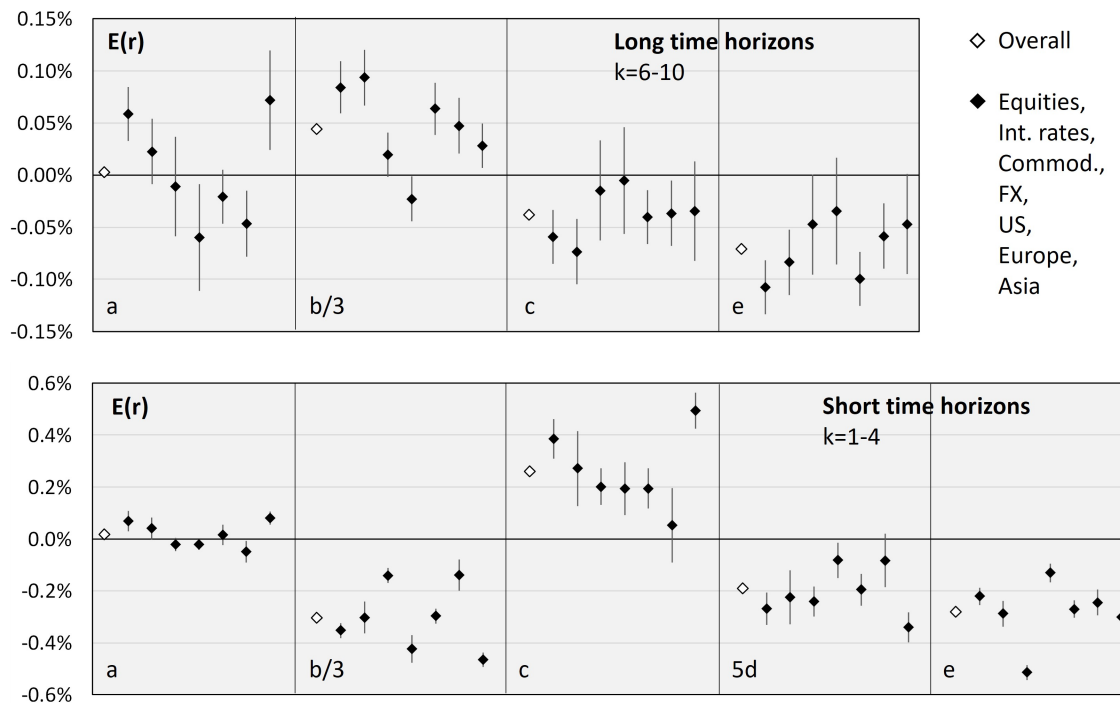 0.15%
0.10%
0.05%
0.00%
-0.05%
-0.10%
-0.15%
E(r)
Long time horizons
k=6-10
a
b/3
c
e
Overall
Equities,
Int. rates,
Commod.,
FX,
US,
Europe,
Asia
0.6%
0.4%
0.2%
0.0%
-0.2%
-0.4%
-0.6%
E(r)
Short time horizons
k=1-4
a
b/3
c
5d
e